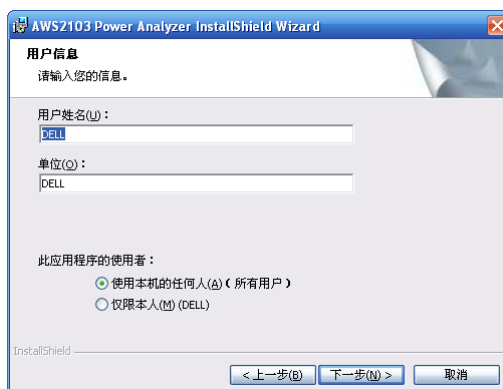 AWS2103 Power Analyzer InstallShield Wizard
用户信息
请输入您的信息。
用户姓名(U)：
DELL
单位(O)：
DELL
此应用程序的使用者：
使用本机的任何人(A)（所有用户）
仅限本人(M) (DELL)
InstallShield
< 上一步(B)
下一步(N) >
取消